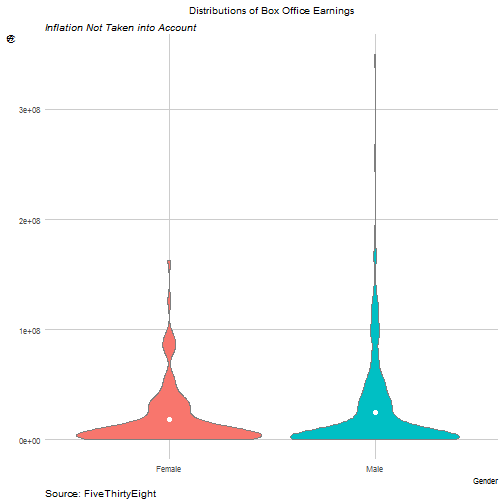 Distributions of Box Office Earnings
Inflation Not Taken into Account
3e+08
2e+08
1e+08
0e+00
Female
Male
Gender
Source: FiveThirtyEight